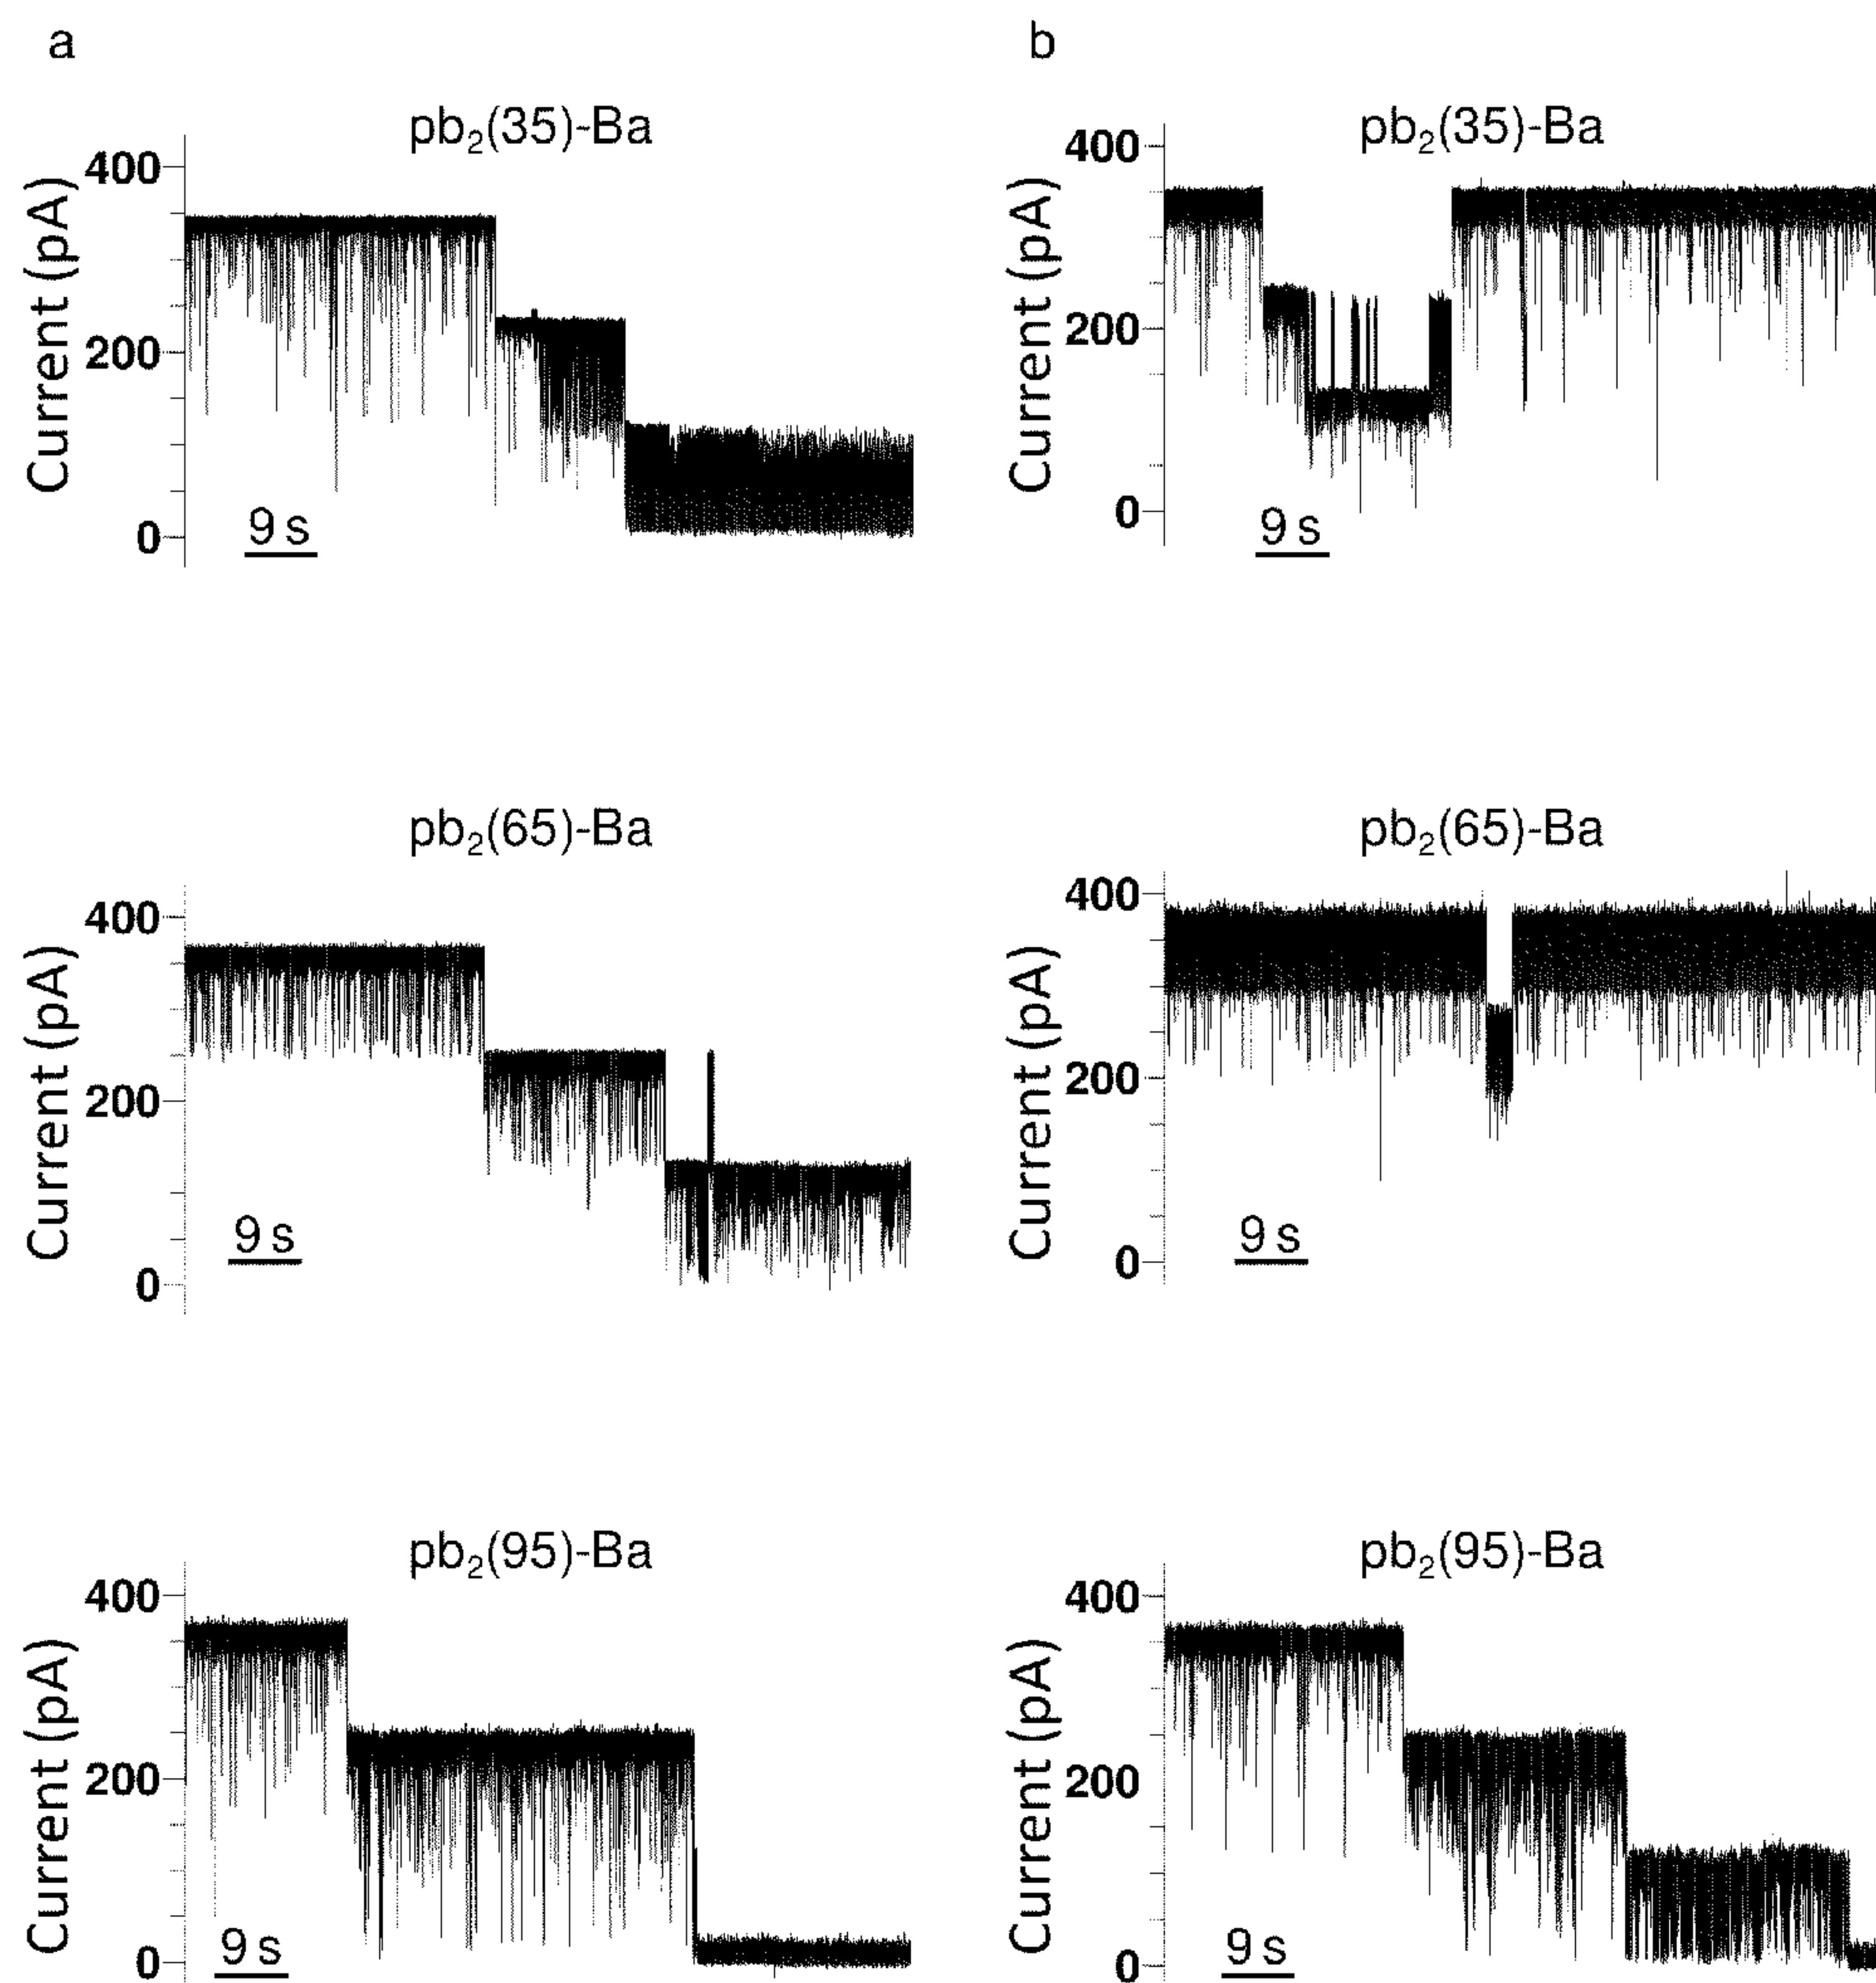 a
pb₂(35)-Ba
Current (pA)
400
200
0
9 s
b
pb₂(35)-Ba
Current (pA)
400
200
0
9 s
pb₂(65)-Ba
Current (pA)
400
200
0
9 s
pb₂(65)-Ba
Current (pA)
400
200
0
9 s
pb₂(95)-Ba
Current (pA)
400
200
0
9 s
pb₂(95)-Ba
Current (pA)
400
200
0
9 s